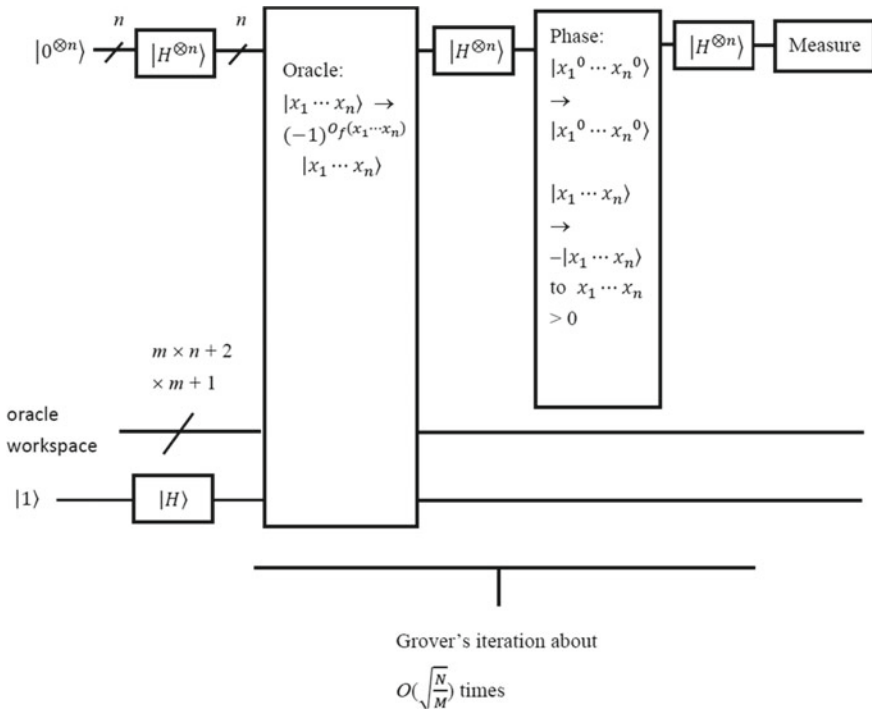 n
n
|0^{⊗n}⟩
|H^{⊗n}⟩
Oracle:
|x_1 ⋯ x_n⟩ →
(−1)^{O_f(x_1⋯x_n)}
|x_1 ⋯ x_n⟩
|H^{⊗n}⟩
Phase:
|x_1^0 ⋯ x_n^0⟩
→
|x_1^0 ⋯ x_n^0⟩
|x_1 ⋯ x_n⟩
→
−|x_1 ⋯ x_n⟩
to x_1 ⋯ x_n
> 0
|H^{⊗n}⟩
Measure
m × n + 2
× m + 1
oracle
workspace
|1⟩
|H⟩
Grover's iteration about
O(√(N/M)) times